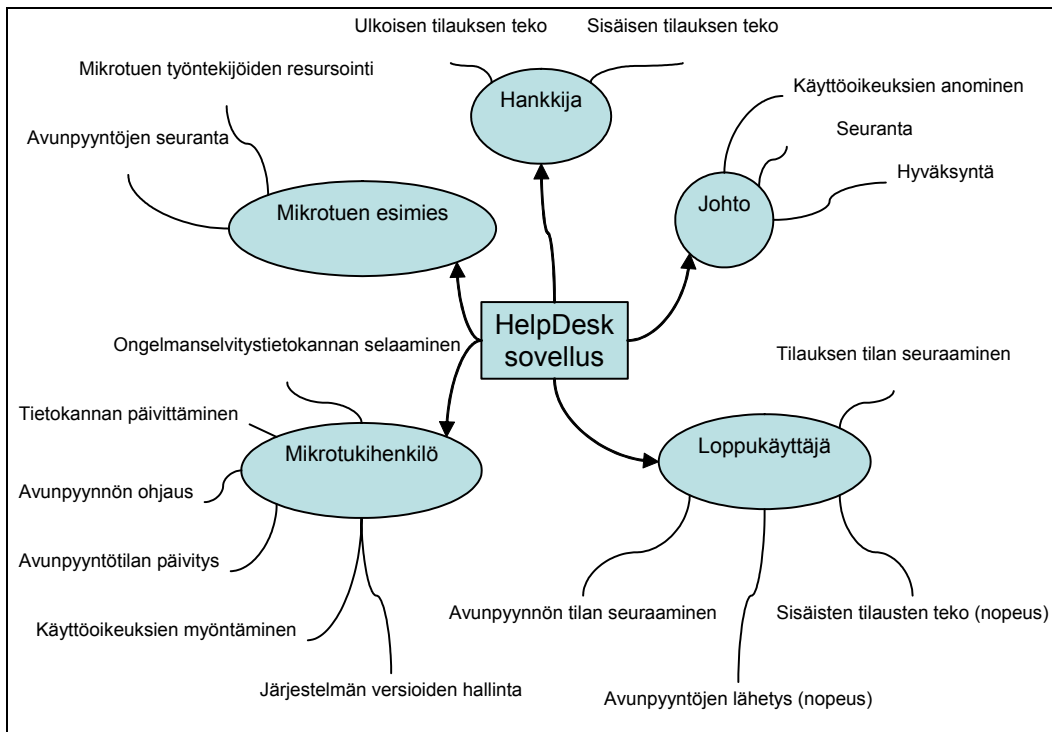 Ulkoisen tilauksen teko
Sisäisen tilauksen teko
Mikrotuen työntekijöiden resursointi
Hankkija
Käyttöoikeuksien anominen
Avunpyyntöjen seuranta
Seuranta
Hyväksyntä
Mikrotuen esimies
Johto
HelpDesk
sovellus
Ongelmanselvitystietokannan selaaminen
Tilauksen tilan seuraaminen
Tietokannan päivittäminen
Mikrotukihenkilö
Loppukäyttäjä
Avunpyynnön ohjaus
Avunpyyntötilan päivitys
Avunpyynnön tilan seuraaminen
Sisäisten tilausten teko (nopeus)
Käyttöoikeuksien myöntäminen
Järjestelmän versioiden hallinta
Avunpyyntöjen lähetys (nopeus)